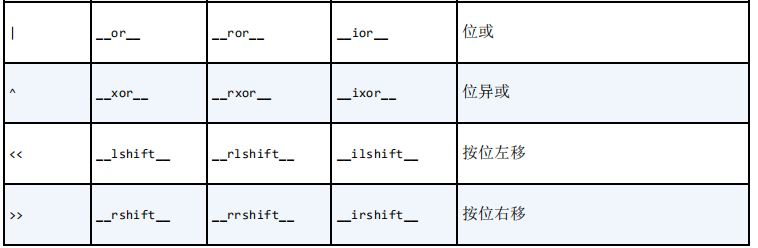 | __or__ __ror__ __ior__ 位或
^ __xor__ __rxor__ __ixor__ 位异或
<< __lshift__ __rlshift__ __ilshift__ 按位左移
>> __rshift__ __rrshift__ __irshift__ 按位右移